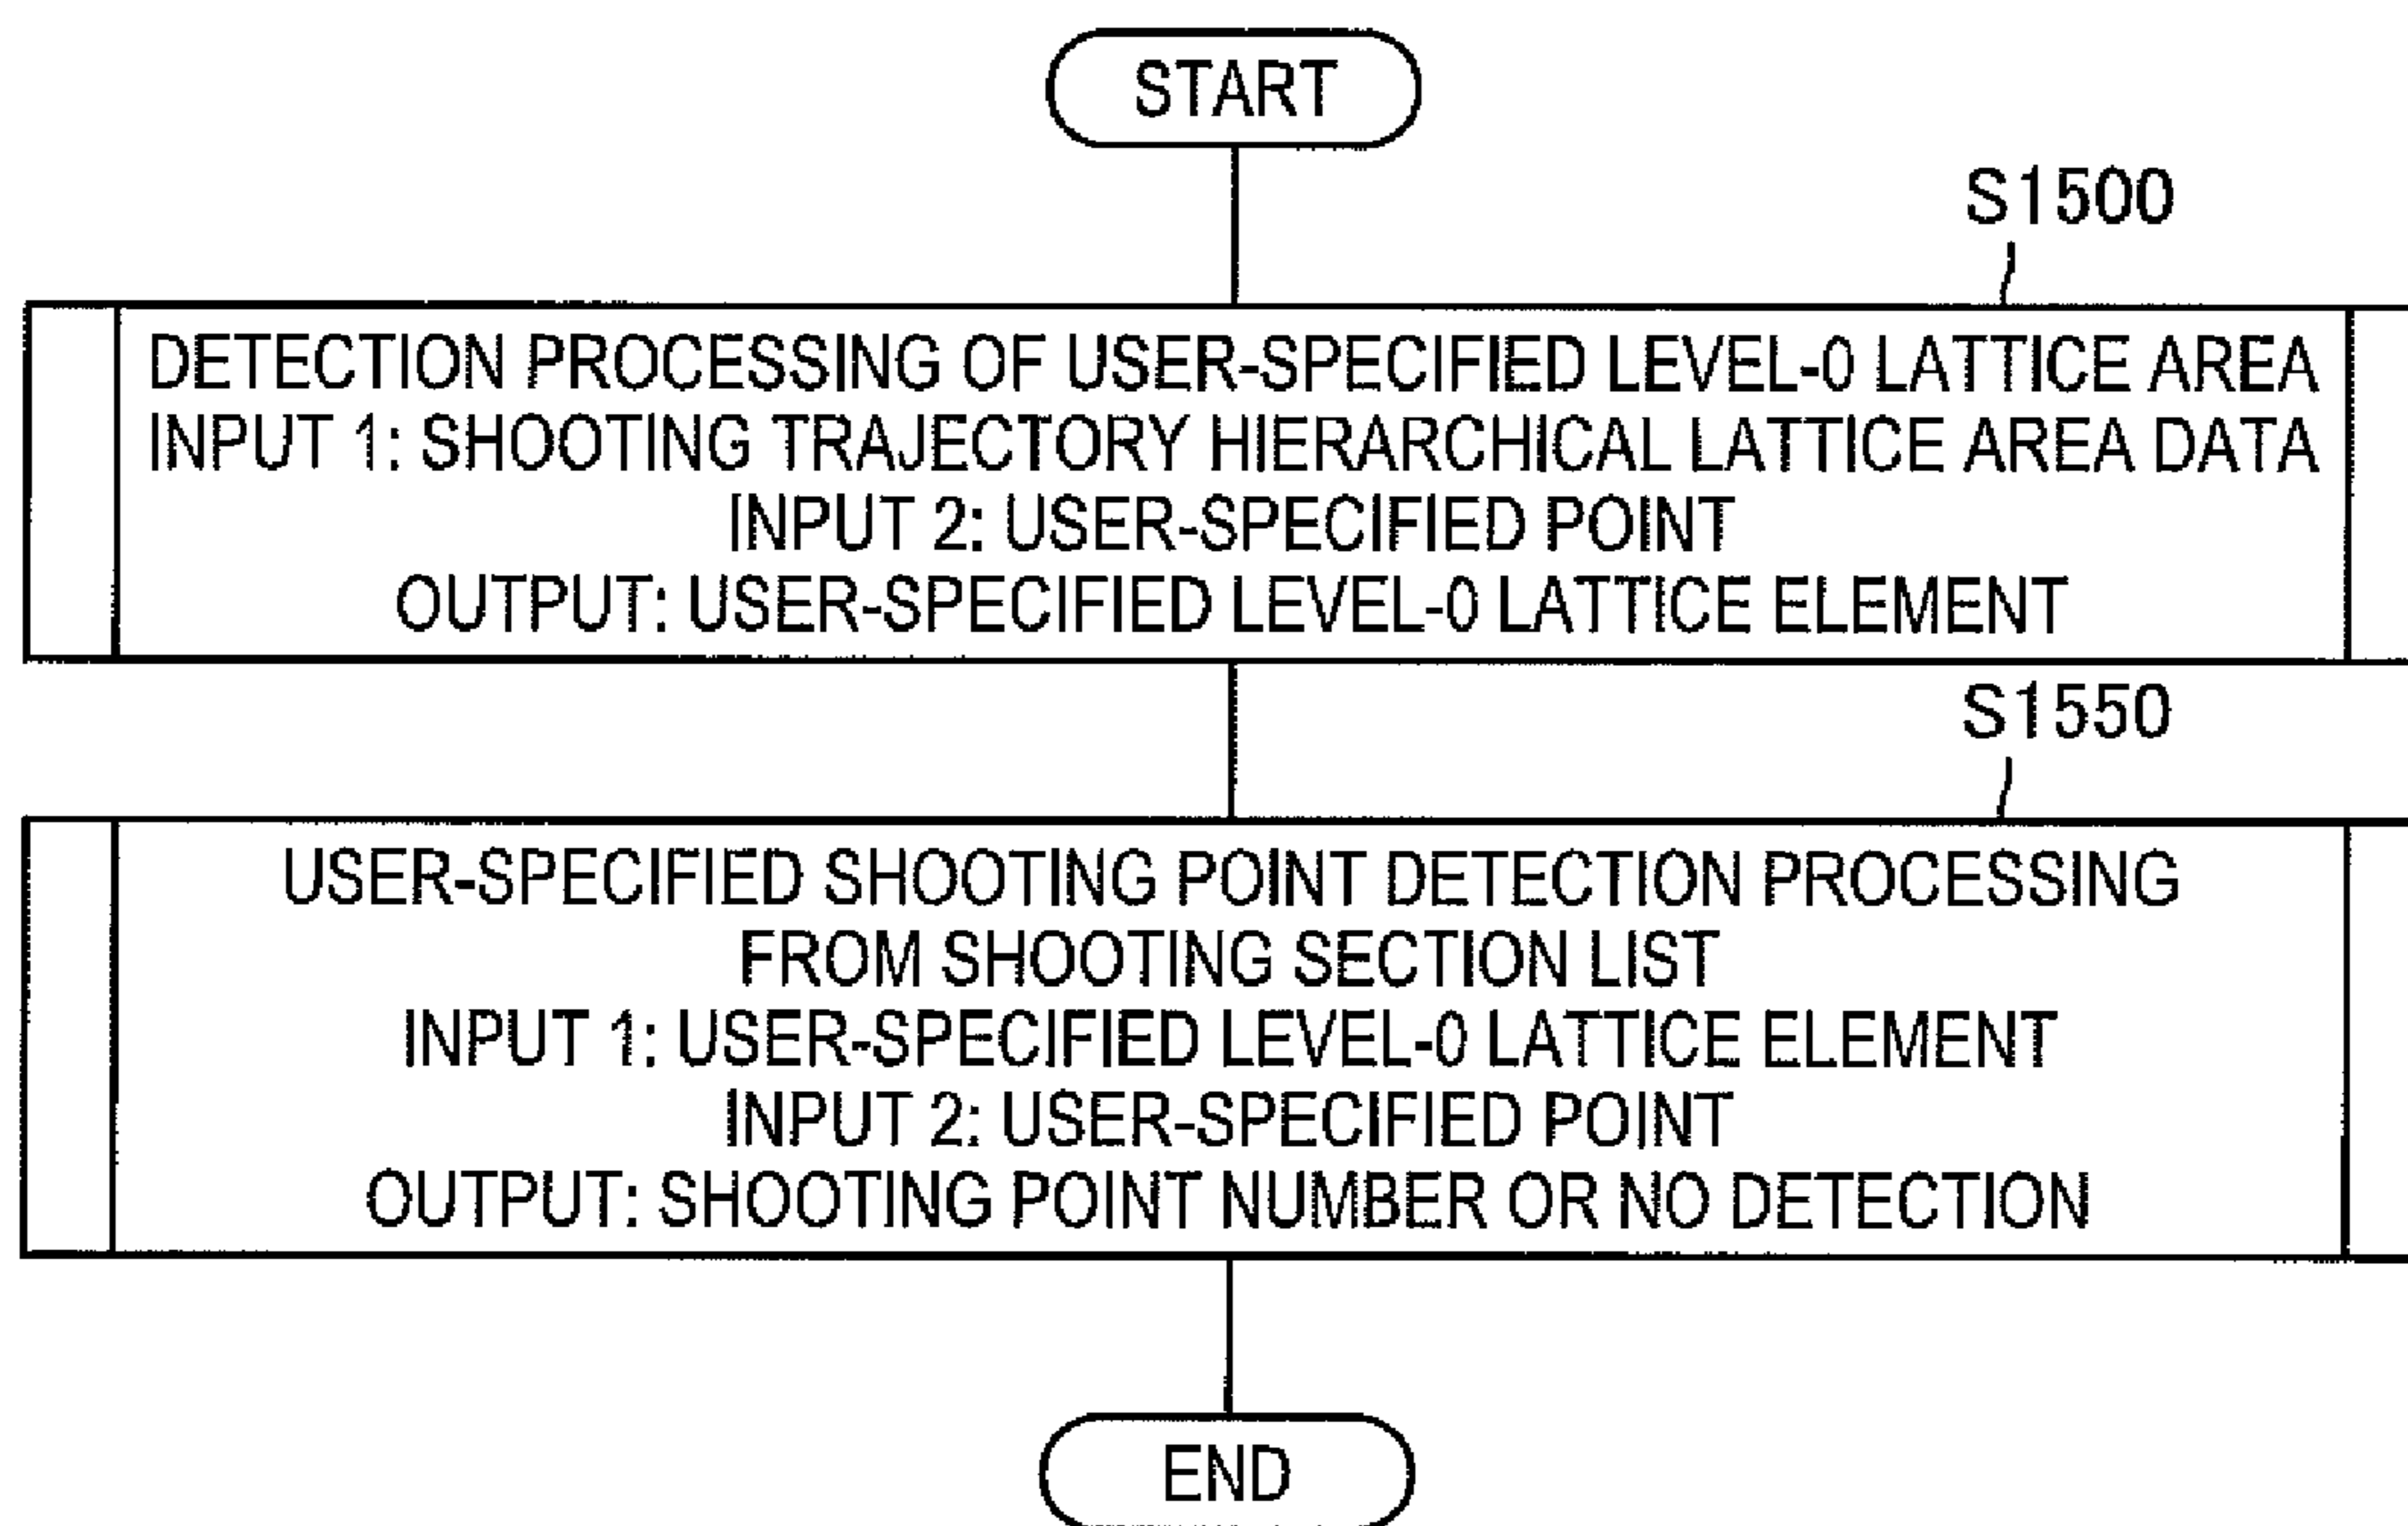 START
S1500
DETECTION PROCESSING OF USER-SPECIFIED LEVEL-0 LATTICE AREA
INPUT 1: SHOOTING TRAJECTORY HIERARCHICAL LATTICE AREA DATA
INPUT 2: USER-SPECIFIED POINT
OUTPUT: USER-SPECIFIED LEVEL-0 LATTICE ELEMENT
S1550
USER-SPECIFIED SHOOTING POINT DETECTION PROCESSING
FROM SHOOTING SECTION LIST
INPUT 1: USER-SPECIFIED LEVEL-0 LATTICE ELEMENT
INPUT 2: USER-SPECIFIED POINT
OUTPUT: SHOOTING POINT NUMBER OR NO DETECTION
END